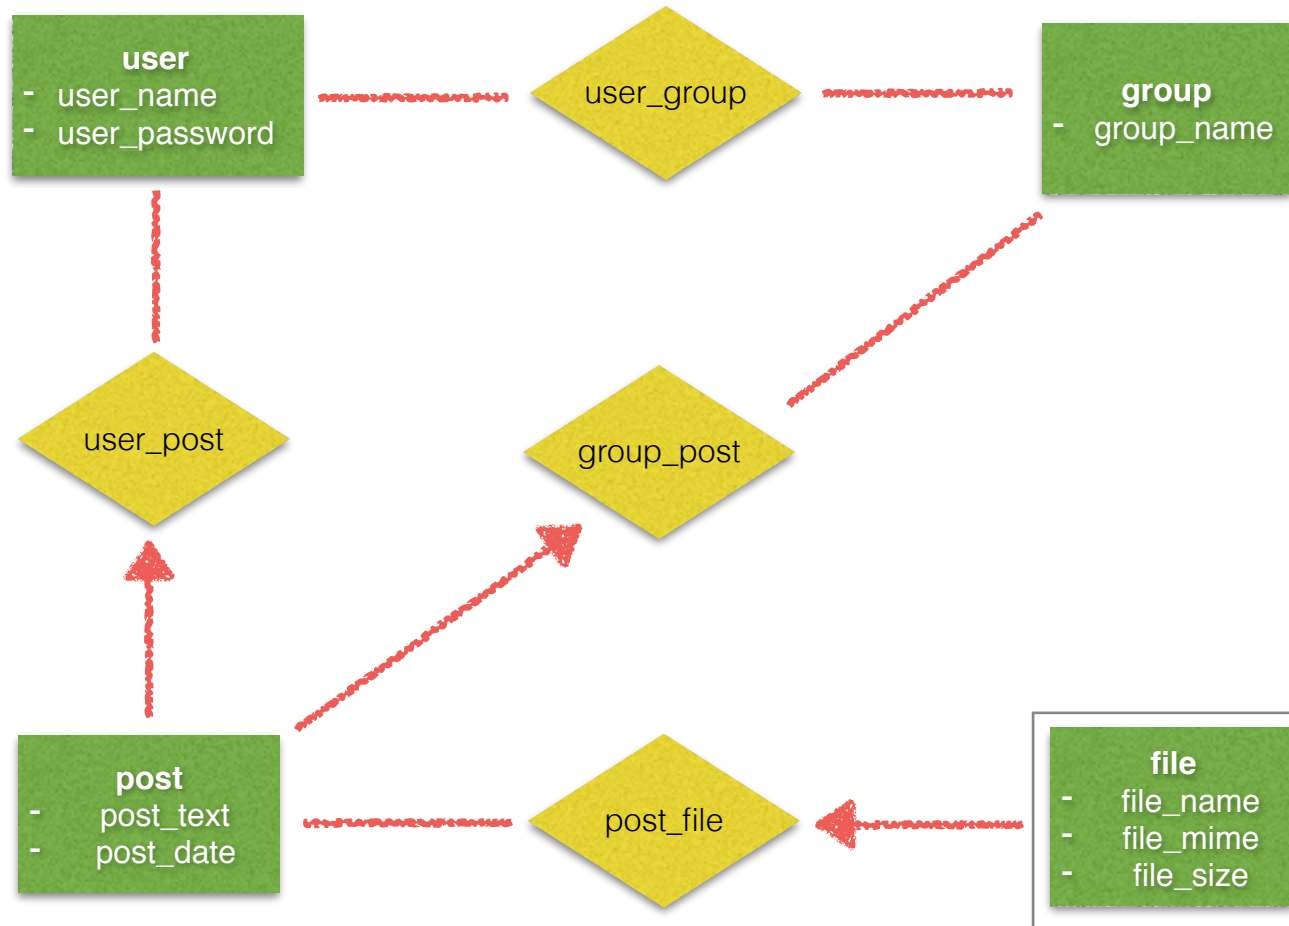 user
- user_name
- user_password
user_group
group
- group_name
user_post
group_post
post
- post_text
- post_date
post_file
file
- file_name
- file_mime
- file_size